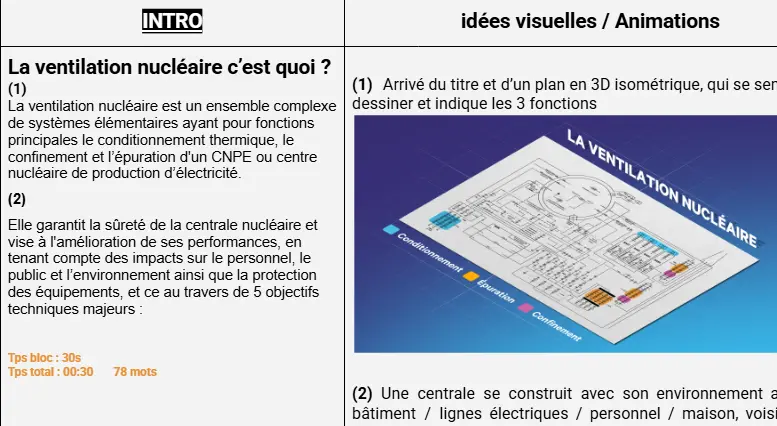 INTRO
idées visuelles / Animations
La ventilation nucléaire c’est quoi ?
(1)
La ventilation nucléaire est un ensemble complexe
de systèmes élémentaires ayant pour fonctions
principales le conditionnement thermique, le
confinement et l’épuration d'un CNPE ou centre
nucléaire de production d’électricité.
(2)
Elle garantit la sûreté de la centrale nucléaire et
vise à l'amélioration de ses performances, en
tenant compte des impacts sur le personnel, le
public et l’environnement ainsi que la protection
des équipements, et ce au travers de 5 objectifs
techniques majeurs :
Tps bloc : 30s
Tps total : 00:30 78 mots
(1) Arrivé du titre et d’un plan en 3D isométrique, qui se
dessiner et indique les 3 fonctions
LA VENTILATION NUCLÉAIRE
Conditionnement
Épuration
Confinement
(2) Une centrale se construit avec son environnement
bâtiment / lignes électriques / personnel / maison,